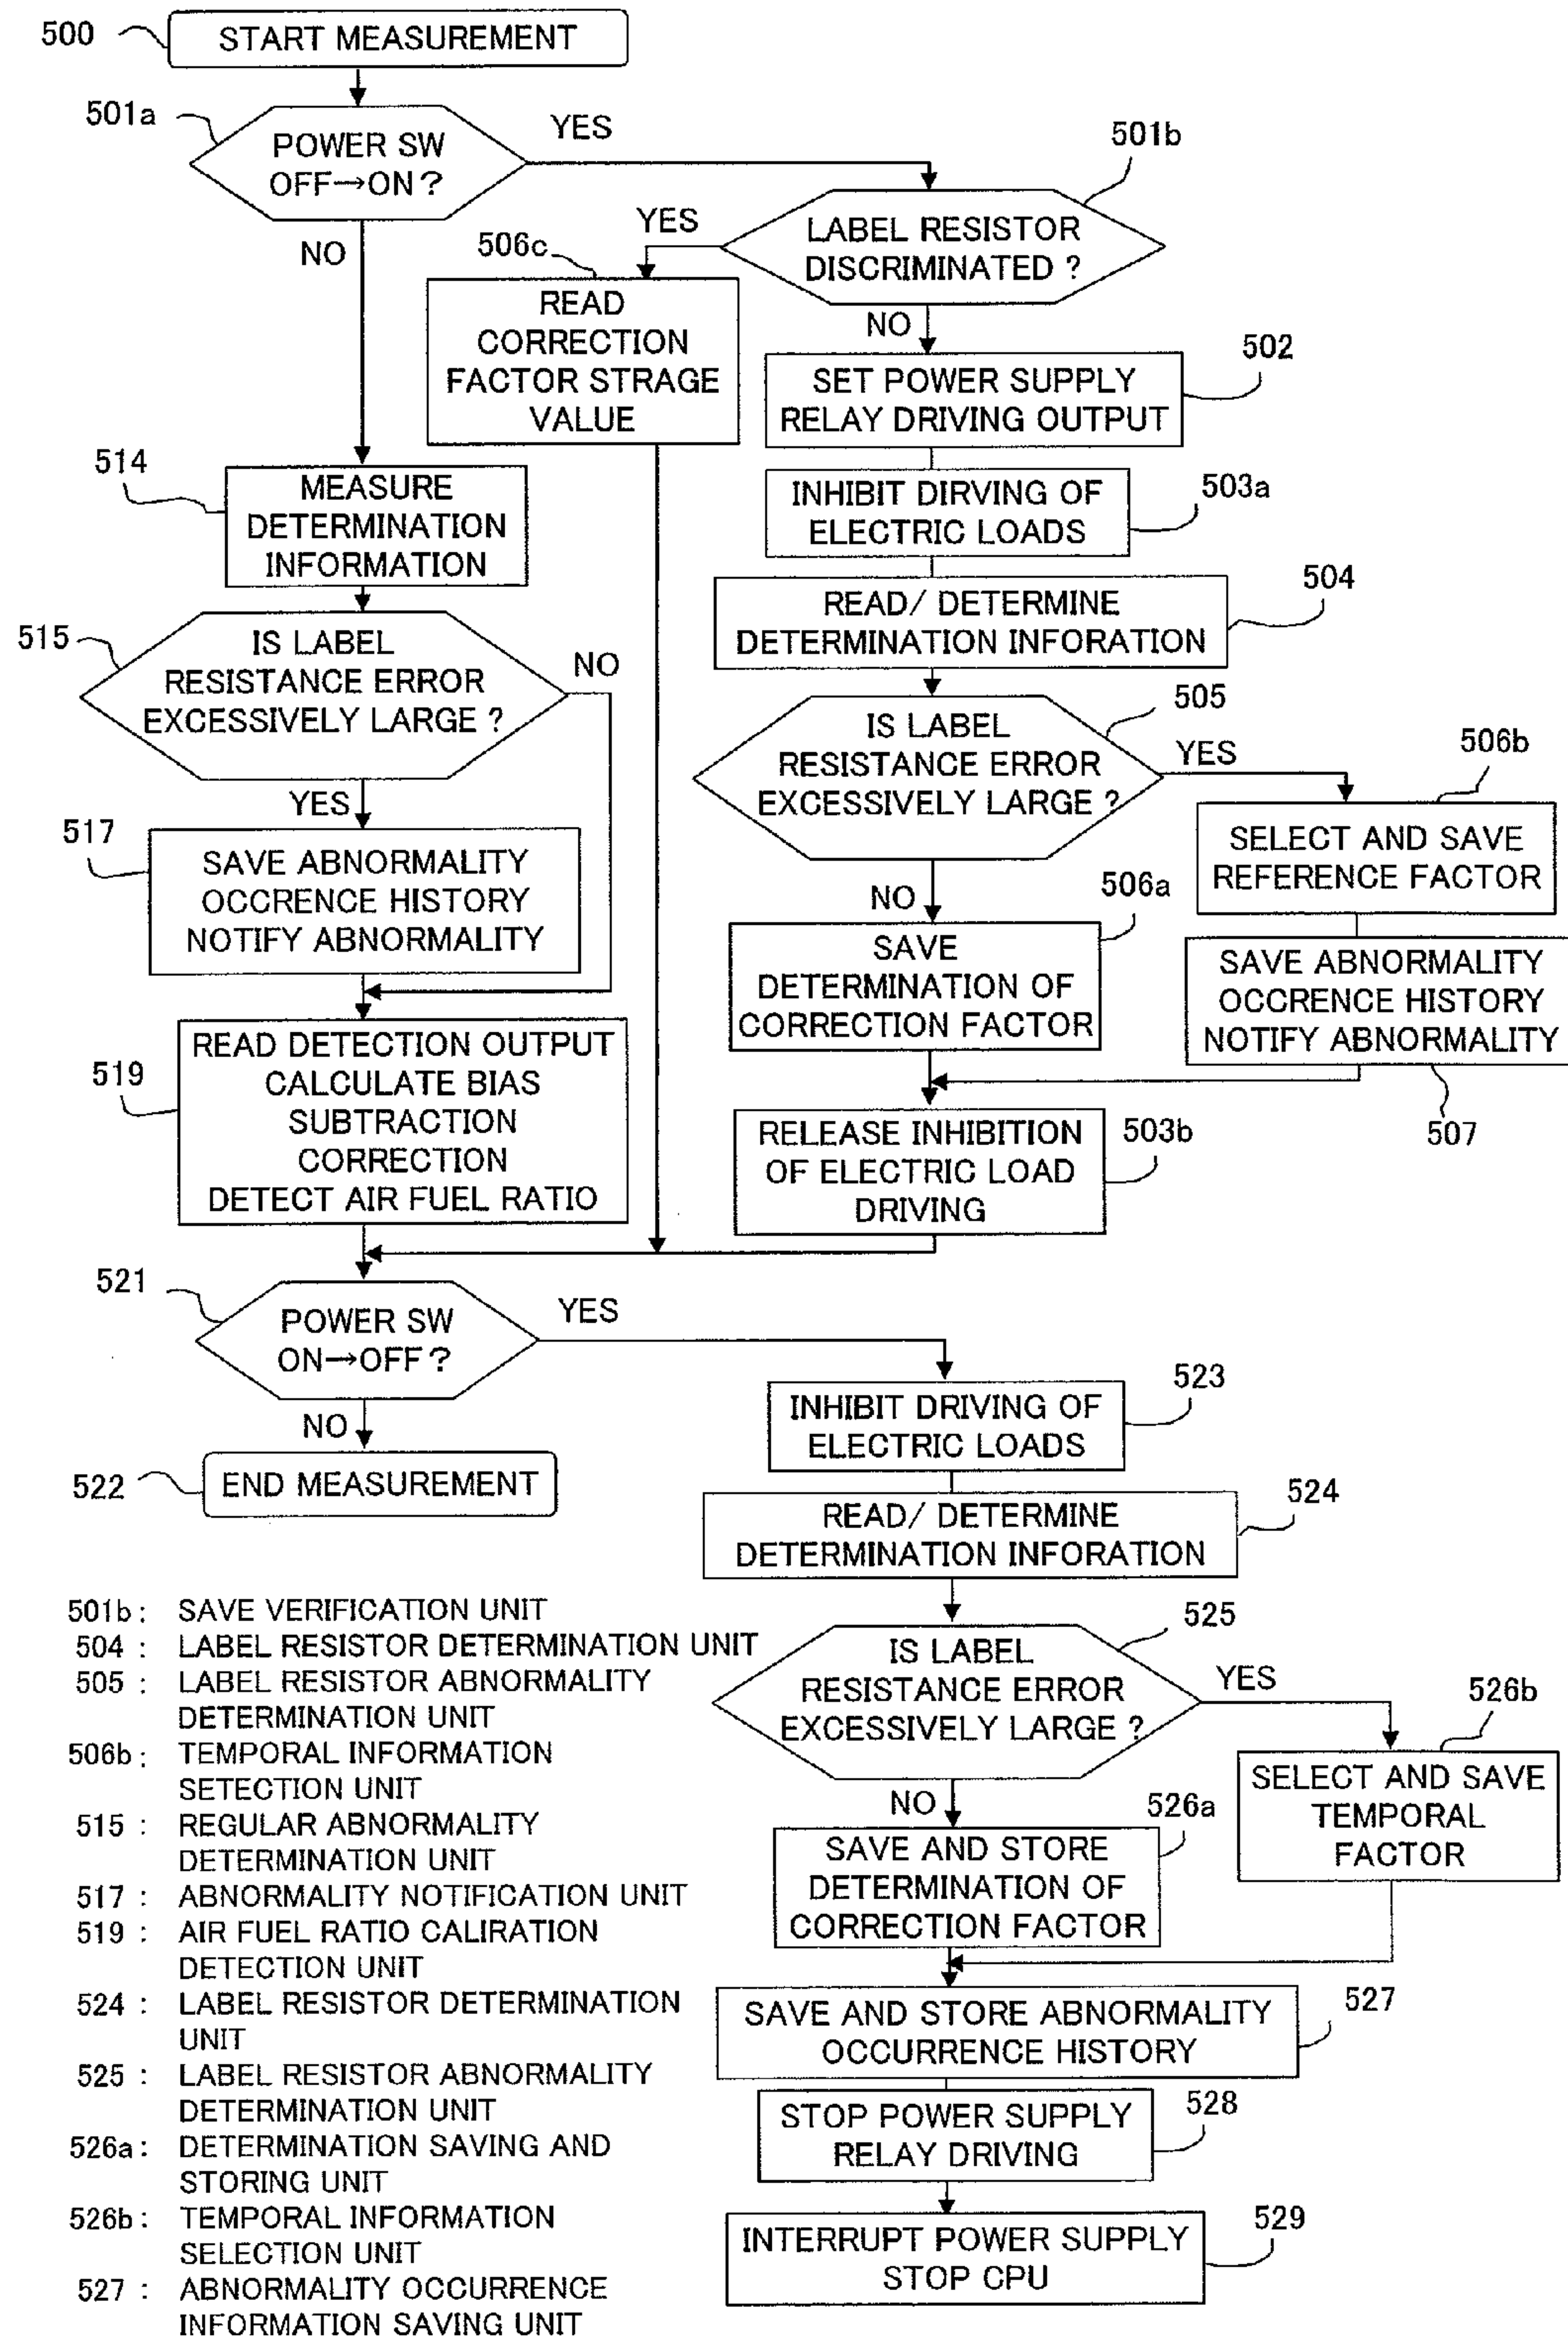 500
START MEASUREMENT
501a
POWER SW
OFF→ON?
YES
NO
501b
LABEL RESISTOR
DISCRIMINATED ?
YES
NO
506c
READ
CORRECTION
FACTOR STRAGE
VALUE
502
SET POWER SUPPLY
RELAY DRIVING OUTPUT
503a
INHIBIT DIRVING OF
ELECTRIC LOADS
504
READ/ DETERMINE
DETERMINATION INFORATION
505
IS LABEL
RESISTANCE ERROR
EXCESSIVELY LARGE ?
YES
NO
506b
SELECT AND SAVE
REFERENCE FACTOR
506a
SAVE
DETERMINATION OF
CORRECTION FACTOR
SAVE ABNORMALITY
OCCRENCE HISTORY
NOTIFY ABNORMALITY
507
RELEASE INHIBITION
OF ELECTRIC LOAD
DRIVING
503b
514
MEASURE
DETERMINATION
INFORMATION
515
IS LABEL
RESISTANCE ERROR
EXCESSIVELY LARGE ?
NO
YES
517
SAVE ABNORMALITY
OCCRENCE HISTORY
NOTIFY ABNORMALITY
519
READ DETECTION OUTPUT
CALCULATE BIAS
SUBTRACTION
CORRECTION
DETECT AIR FUEL RATIO
521
POWER SW
ON→OFF?
YES
NO
522
END MEASUREMENT
523
INHIBIT DRIVING OF
ELECTRIC LOADS
524
READ/ DETERMINE
DETERMINATION INFORATION
525
IS LABEL
RESISTANCE ERROR
EXCESSIVELY LARGE ?
YES
NO
526b
SELECT AND SAVE
TEMPORAL
FACTOR
526a
SAVE AND STORE
DETERMINATION OF
CORRECTION FACTOR
527
SAVE AND STORE ABNORMALITY
OCCURRENCE HISTORY
528
STOP POWER SUPPLY
RELAY DRIVING
529
INTERRUPT POWER SUPPLY
STOP CPU
501b: SAVE VERIFICATION UNIT
504 : LABEL RESISTOR DETERMINATION UNIT
505 : LABEL RESISTOR ABNORMALITY
DETERMINATION UNIT
506b: TEMPORAL INFORMATION
SETECTION UNIT
515 : REGULAR ABNORMALITY
DETERMINATION UNIT
517 : ABNORMALITY NOTIFICATION UNIT
519 : AIR FUEL RATIO CALIRATION
DETECTION UNIT
524 : LABEL RESISTOR DETERMINATION
UNIT
525 : LABEL RESISTOR ABNORMALITY
DETERMINATION UNIT
526a: DETERMINATION SAVING AND
STORING UNIT
526b: TEMPORAL INFORMATION
SELECTION UNIT
527 : ABNORMALITY OCCURRENCE
INFORMATION SAVING UNIT